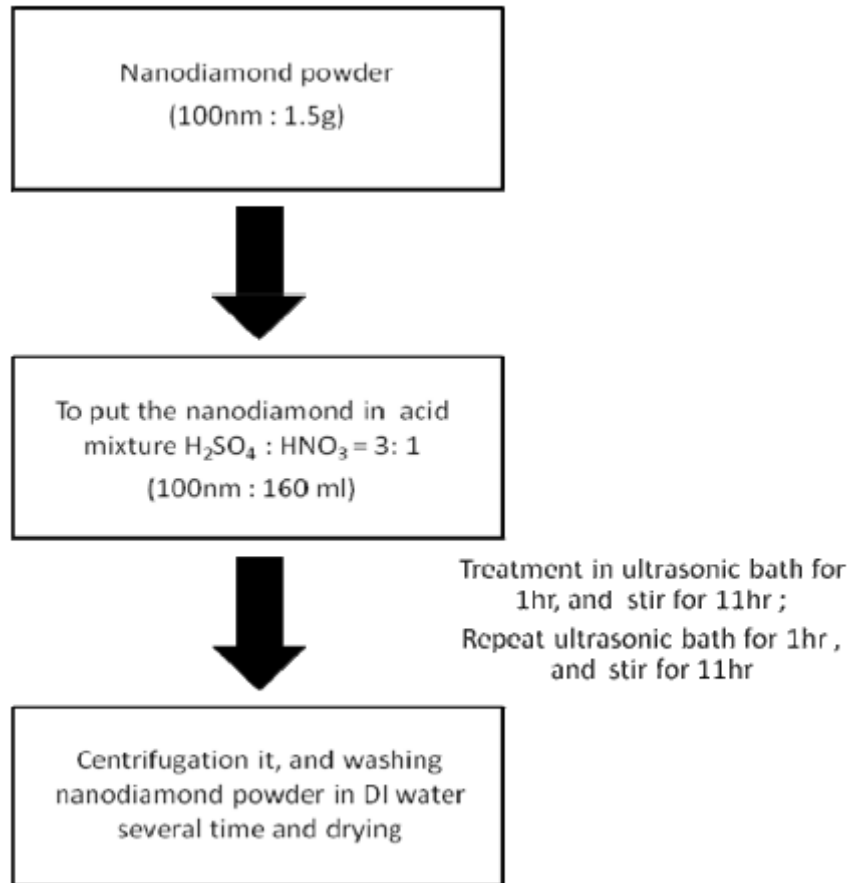 Nanodiamond powder
(100nm : 1.5g)
To put the nanodiamond in acid
mixture H₂SO₄ : HNO₃ = 3: 1
(100nm : 160 ml)
Treatment in ultrasonic bath for
1hr, and stir for 11hr ;
Repeat ultrasonic bath for 1hr ,
and stir for 11hr
Centrifugation it, and washing
nanodiamond powder in DI water
several time and drying